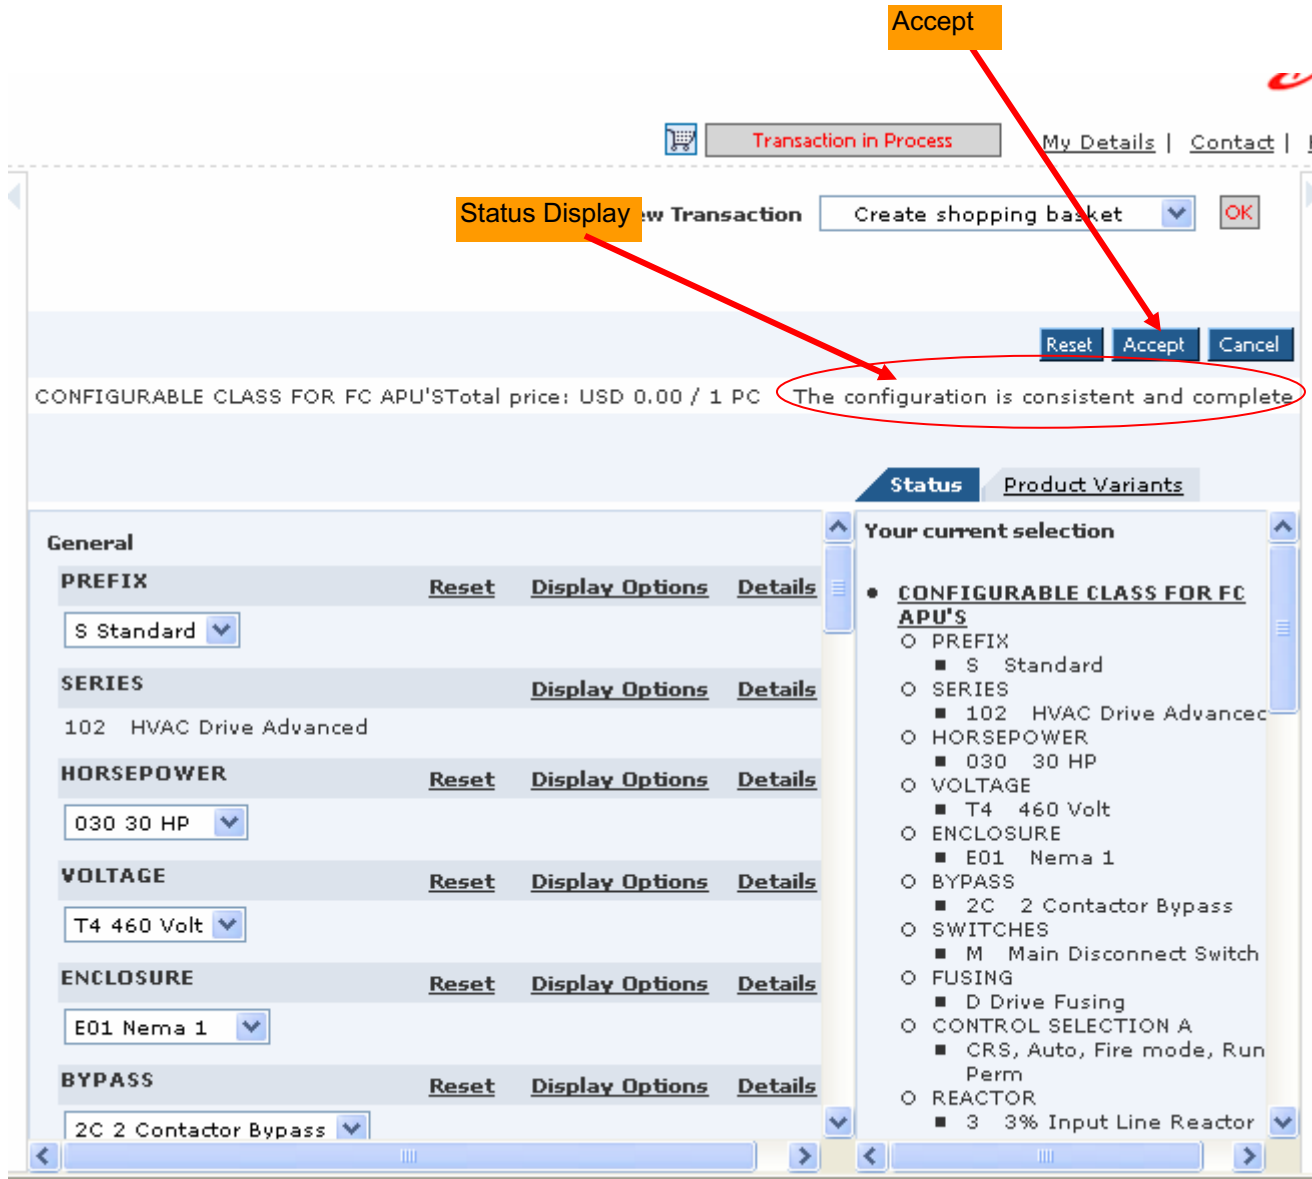 Accept
Transaction in Process My Details | Contact |
Status Display ew Transaction Create shopping basket OK
Reset Accept Cancel
CONFIGURABLE CLASS FOR FC APU'STotal price: USD 0.00 / 1 PC The configuration is consistent and complete
Status Product Variants
General
PREFIX Reset Display Options Details
S Standard
SERIES Display Options Details
102 HVAC Drive Advanced
HORSEPOWER Reset Display Options Details
030 30 HP
VOLTAGE Reset Display Options Details
T4 460 Volt
ENCLOSURE Reset Display Options Details
E01 Nema 1
BYPASS Reset Display Options Details
2C 2 Contactor Bypass
Your current selection
CONFIGURABLE CLASS FOR FC
APU'S
PREFIX
S Standard
SERIES
102 HVAC Drive Advanced
HORSEPOWER
030 30 HP
VOLTAGE
T4 460 Volt
ENCLOSURE
E01 Nema 1
BYPASS
2C 2 Contactor Bypass
SWITCHES
M Main Disconnect Switch
FUSING
D Drive Fusing
CONTROL SELECTION A
CRS, Auto, Fire mode, Run
Perm
REACTOR
3 3% Input Line Reactor